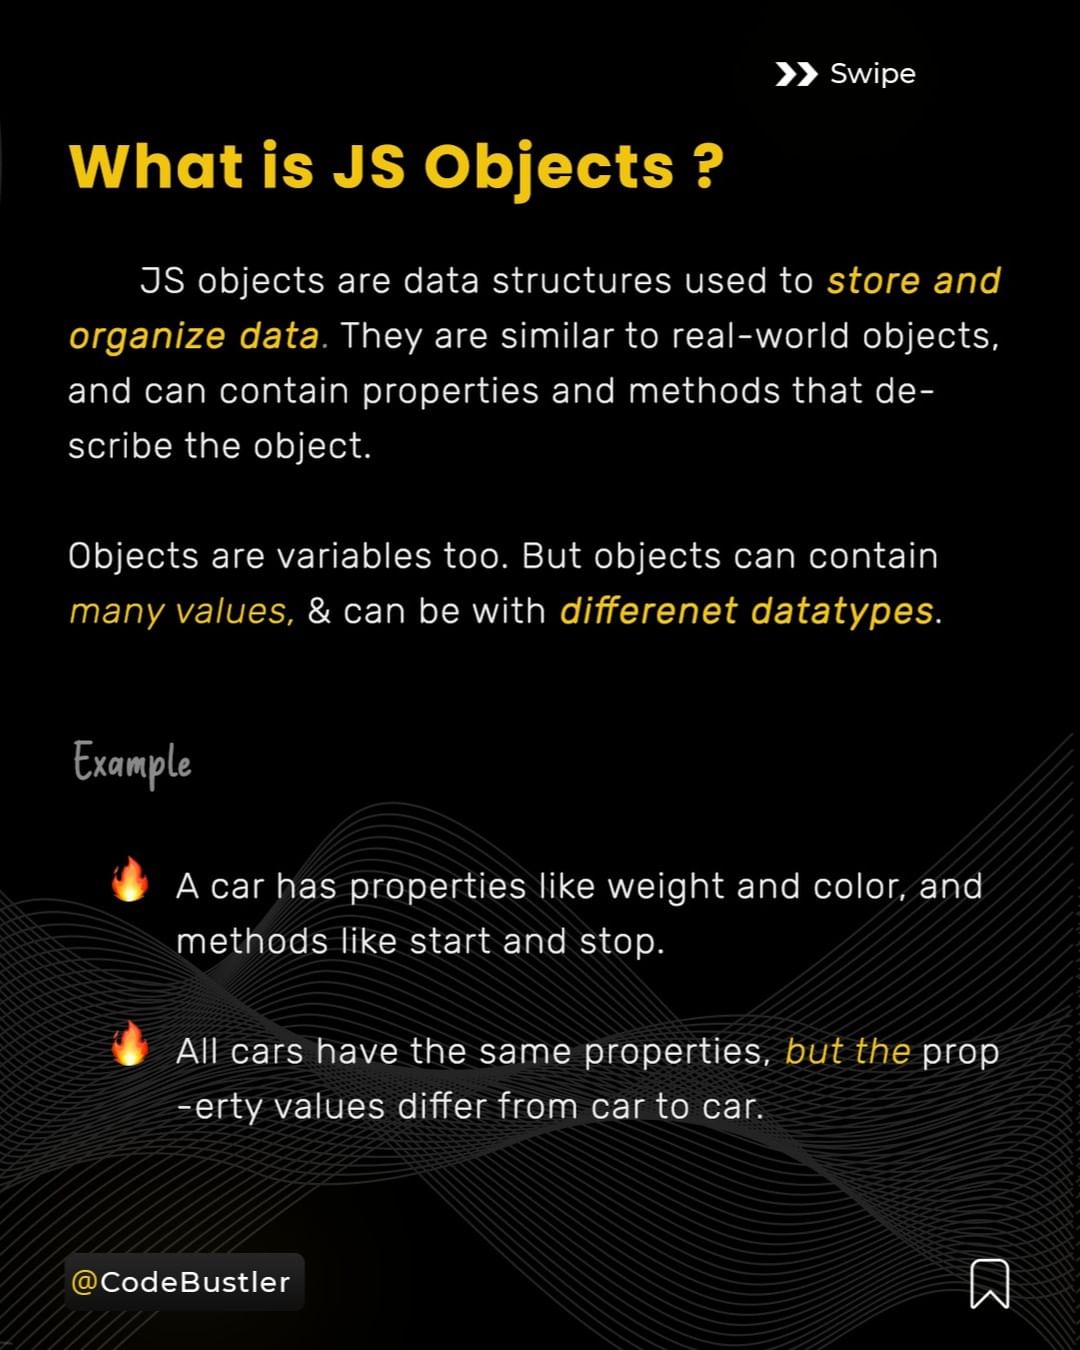 Swipe
What is JS Objects ?
JS objects are data structures used to store and
organize data. They are similar to real-world objects,
and can contain properties and methods that de-
scribe the object.
Objects are variables too. But objects can contain
many values, & can be with differenet datatypes.
Example
🔥 A car has properties like weight and color, and
methods like start and stop.
🔥 All cars have the same properties, but the prop
-erty values differ from car to car.
@CodeBustler